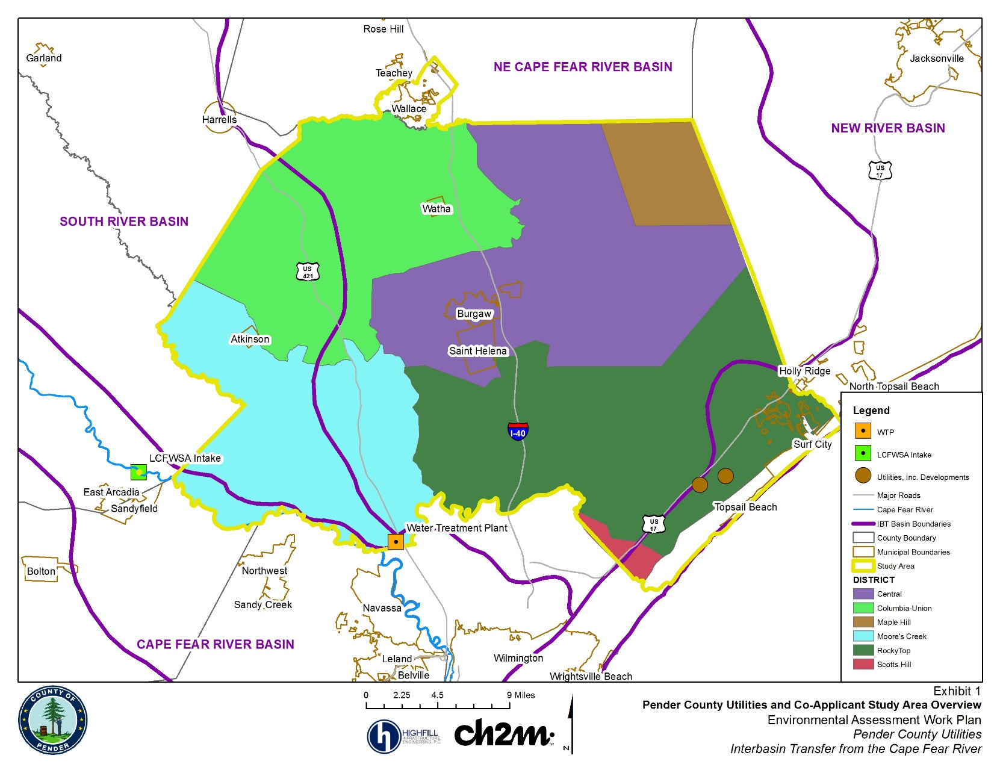 Rose Hill
Garland
Jacksonville
NE CAPE FEAR RIVER BASIN
Teachey
Wallace
Harrells
NEW RIVER BASIN
US
17
Watha
SOUTH RIVER BASIN
US
421
Burgaw
Atkinson
Saint Helena
Holly Ridge
North Topsail Beach
I-40
Surf City
LCFWSA Intake
East Arcadia
Sandyfield
Topsail Beach
US
17
Water Treatment Plant
Bolton
Northwest
Sandy Creek
Navassa
CAPE FEAR RIVER BASIN
Leland
Belville
Wilmington
Wrightsville Beach
Legend
WTP
LCFWSA Intake
Utilities, Inc. Developments
Major Roads
Cape Fear River
IBT Basin Boundaries
County Boundary
Municipal Boundaries
Study Area
DISTRICT
Central
Columbia-Union
Maple Hill
Moore's Creek
RockyTop
Scotts Hill
COUNTY OF
PENDER
0 2.25 4.5 9 Miles
h
HIGHFILL
INFRASTRUCTURE
ENGINEERING, P.C.
ch2m:
SM
N
Exhibit 1
Pender County Utilities and Co-Applicant Study Area Overview
Environmental Assessment Work Plan
Pender County Utilities
Interbasin Transfer from the Cape Fear River